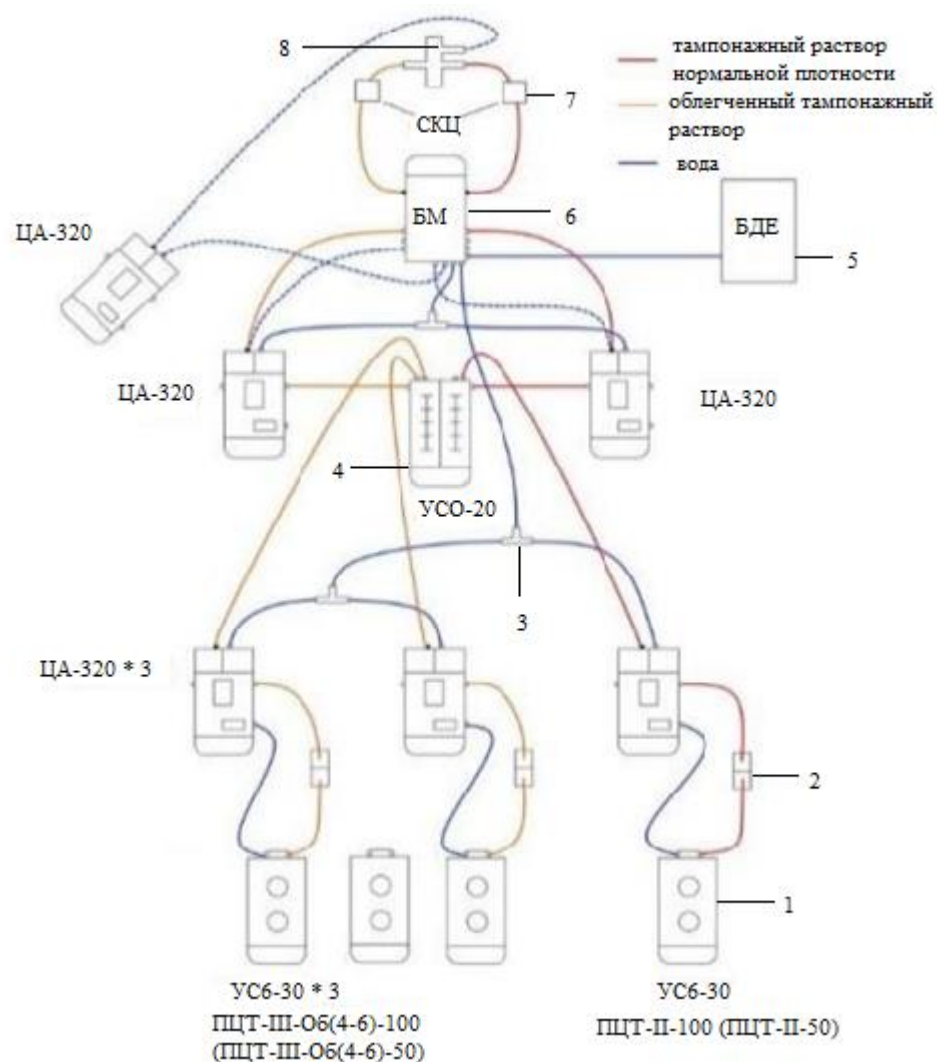 8
тампонажный раствор
нормальной плотности
7
облегченный тампонажный
раствор
СКЦ
вода
БМ
6
БДЕ
ЦА-320
5
ЦА-320
ЦА-320
4
УСО-20
3
ЦА-320 * 3
2
1
УС6-30 * 3
УС6-30
ПЦТ-III-Об(4-6)-100
ПЦТ-II-100 (ПЦТ-II-50)
(ПЦТ-III-Об(4-6)-50)